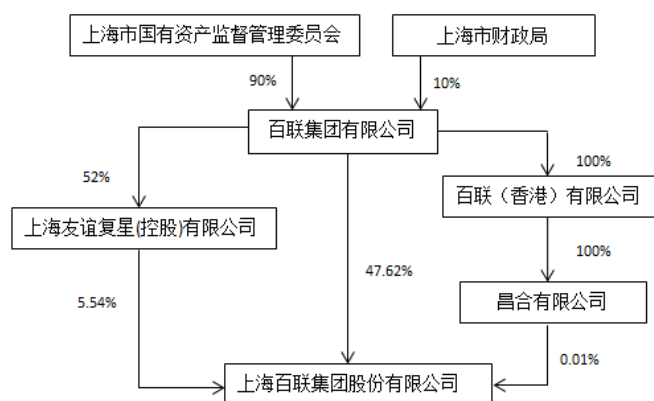 上海市国有资产监督管理委员会
上海市财政局
90%
10%
百联集团有限公司
52%
100%
百联（香港）有限公司
上海友谊复星(控股)有限公司
100%
47.62%
5.54%
昌合有限公司
0.01%
上海百联集团股份有限公司